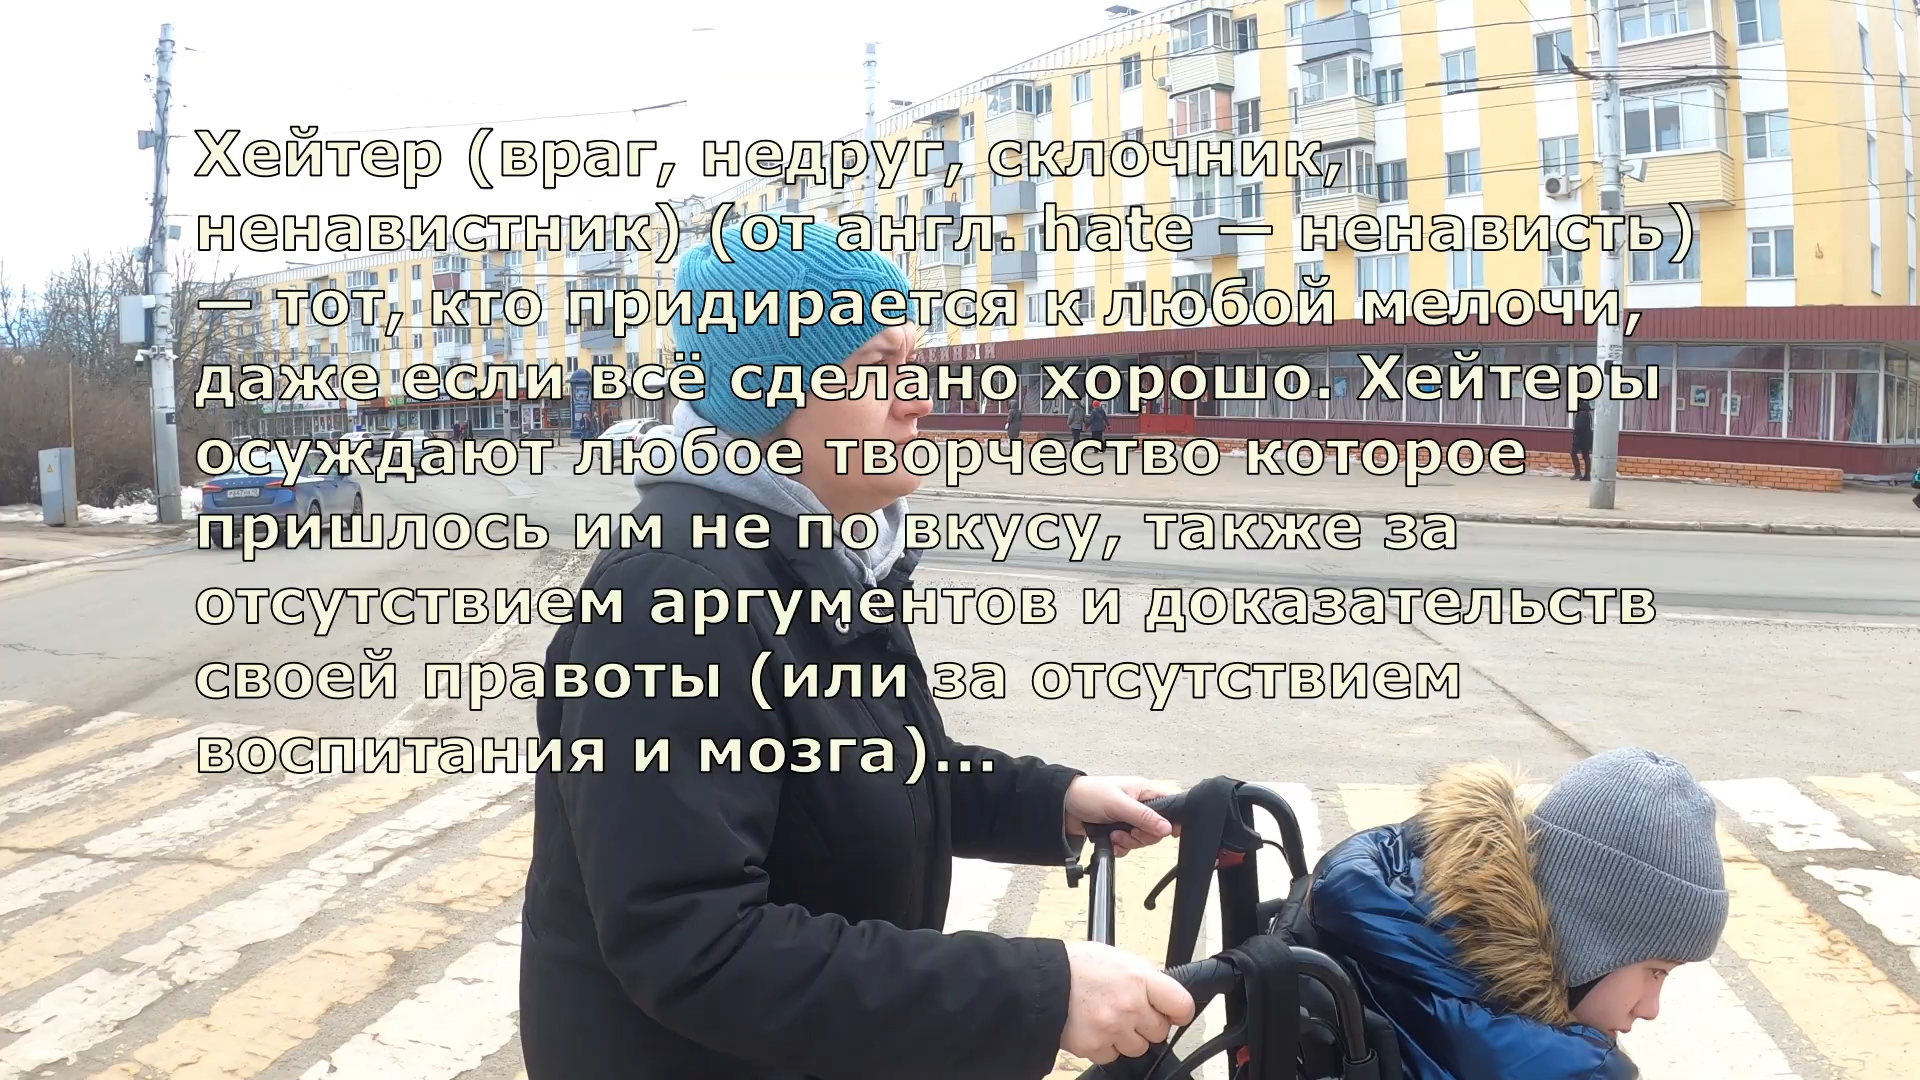 Хейтер (враг, недруг, склочник,
ненавистник) (от англ. hate — ненависть)
— тот, кто придирается к любой мелочи,
даже если всё сделано хорошо. Хейтеры
осуждают любое творчество которое
пришлось им не по вкусу, также за
отсутствием аргументов и доказательств
своей правоты (или за отсутствием
воспитания и мозга)...